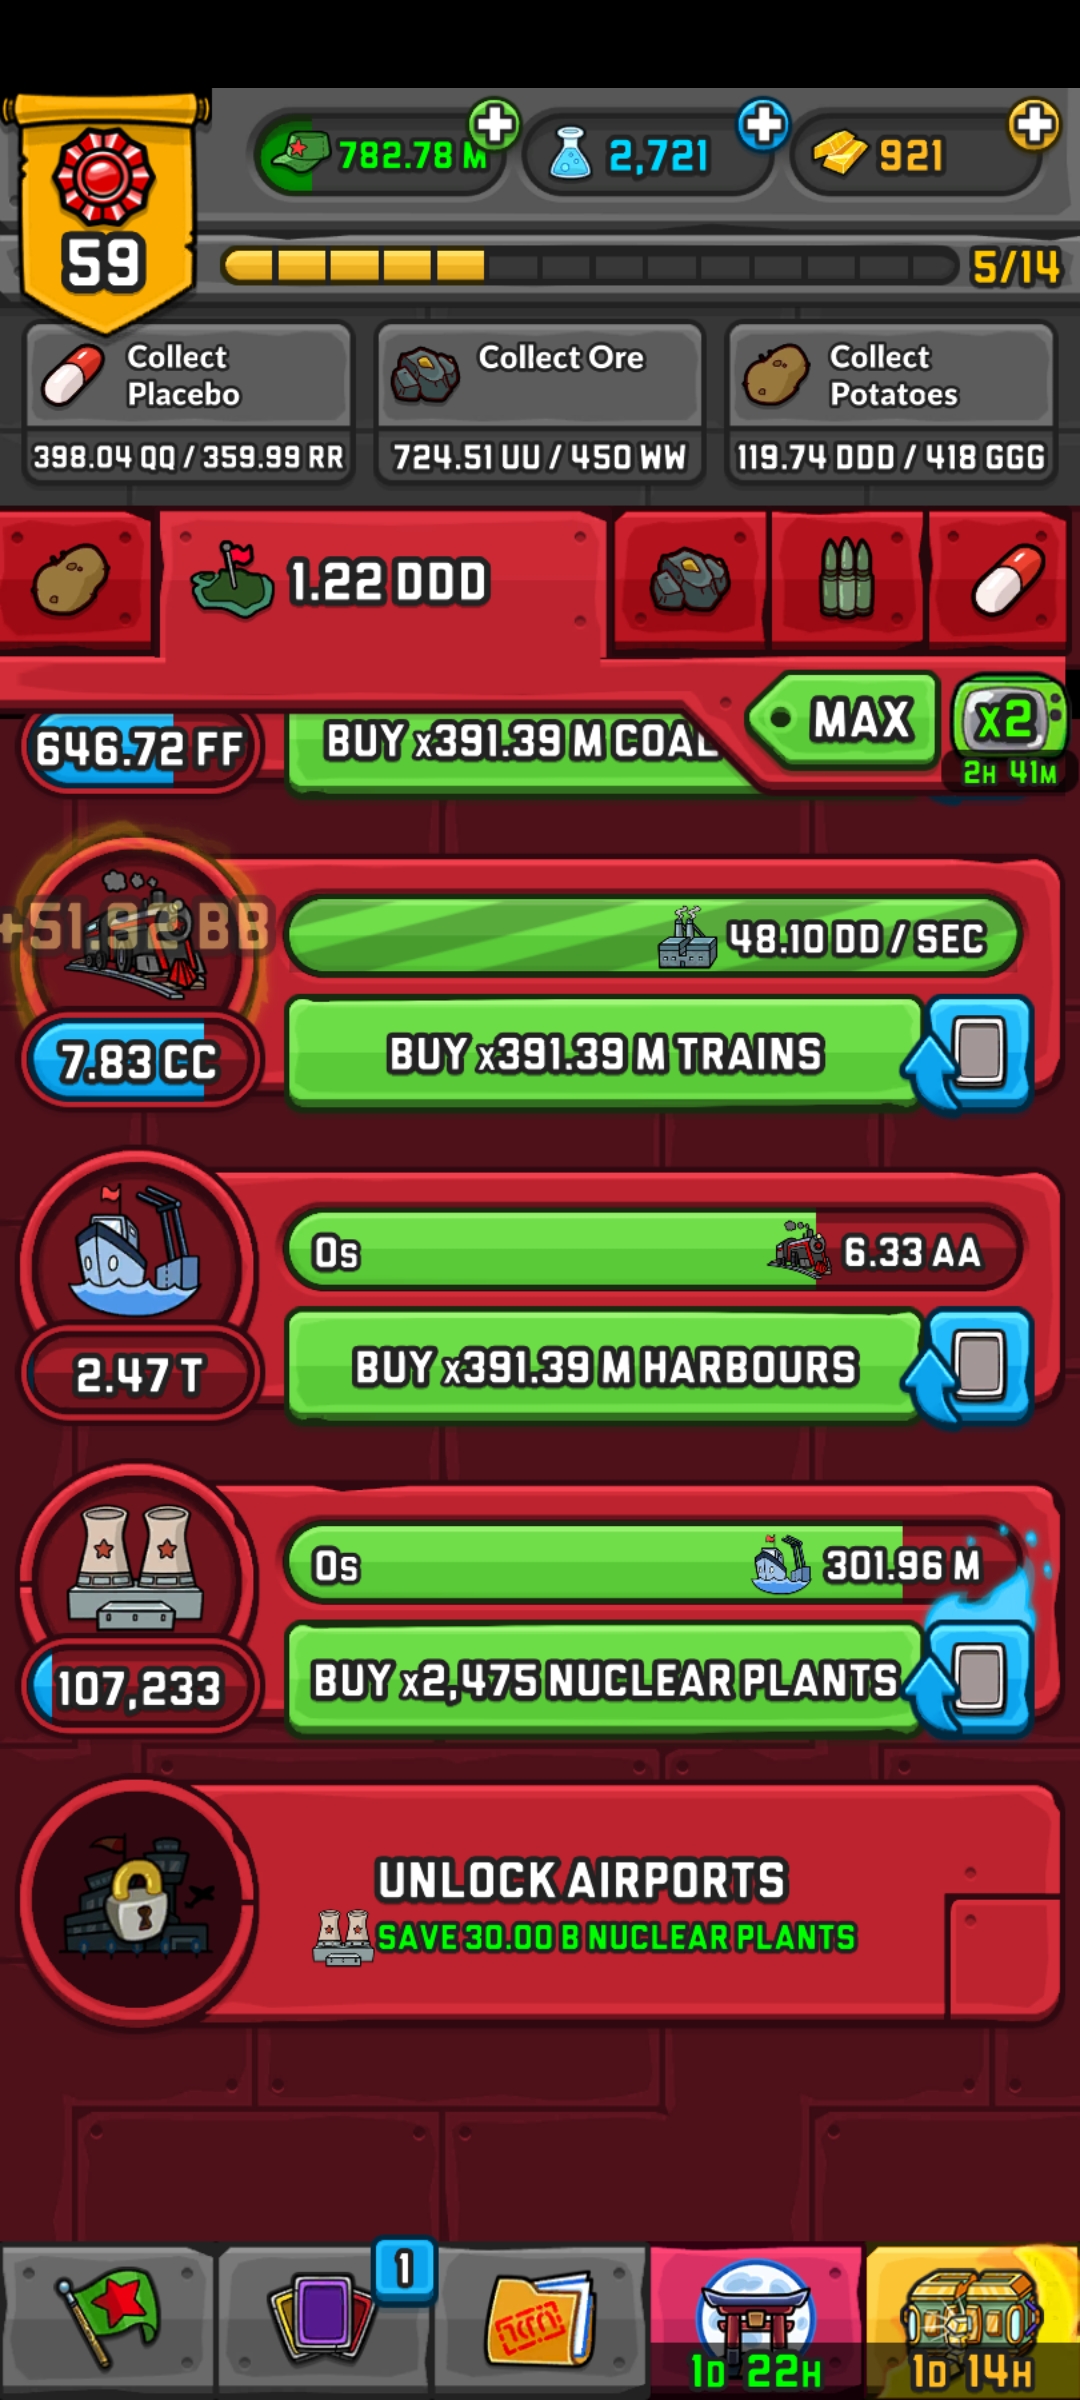 782.78 M
2,721
921
59
5/14
Collect
Placebo
398.04 QQ / 359.99 RR
Collect Ore
724.51 UU / 450 WW
Collect
Potatoes
119.74 DDD / 418 GGG
1.22 DDD
MAX
x2
2H 41M
646.72 FF
BUY x391.39 M COAL
+51.82 BB
48.10 DD / SEC
7.83 CC
BUY x391.39 M TRAINS
0s
6.33 AA
2.47 T
BUY x391.39 M HARBOURS
0s
301.96 M
107,233
BUY x2,475 NUCLEAR PLANTS
UNLOCK AIRPORTS
SAVE 30.00 B NUCLEAR PLANTS
1
1D 22H
1D 14H